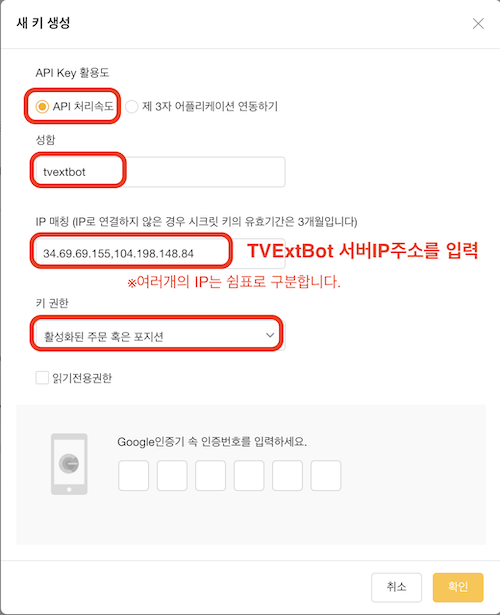 새 키 생성
API Key 활용도
API 처리속도 제 3자 어플리케이션 연동하기
성함
tvextbot
IP 매칭 (IP로 연결하지 않은 경우 시크릿 키의 유효기간은 3개월입니다)
34.69.69.155,104.198.148.84 TVExtBot 서버IP주소를 입력
※여러개의 IP는 쉼표로 구분합니다.
키 권한
활성화된 주문 혹은 포지션
읽기전용권한
Google인증기 속 인증번호를 입력하세요.
취소 확인